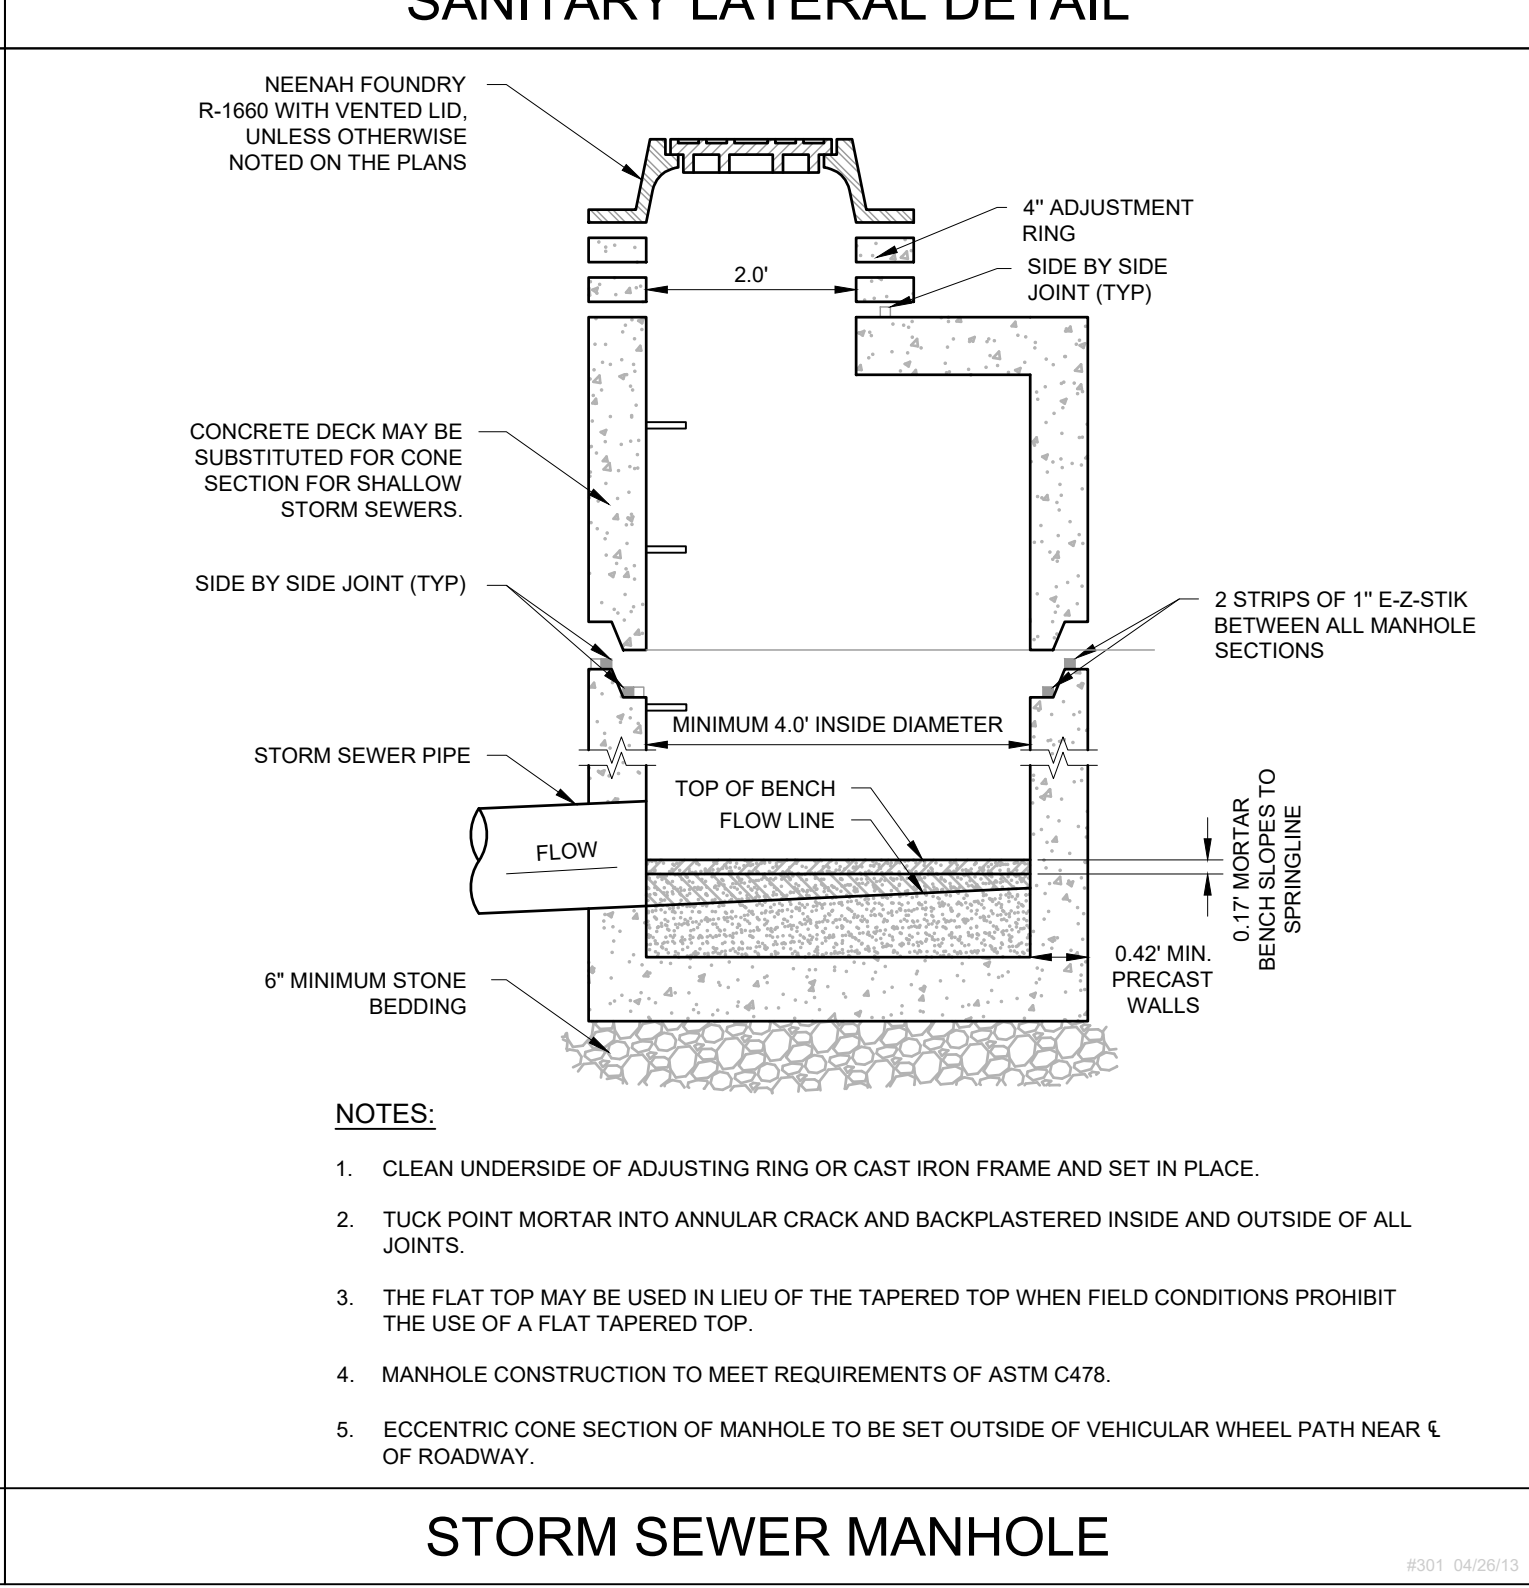 SANITARY LATERAL DETAIL
NEENAH FOUNDRY
R-1660 WITH VENTED LID,
UNLESS OTHERWISE
NOTED ON THE PLANS
4" ADJUSTMENT
RING
SIDE BY SIDE
JOINT (TYP)
2.0'
CONCRETE DECK MAY BE
SUBSTITUTED FOR CONE
SECTION FOR SHALLOW
STORM SEWERS.
SIDE BY SIDE JOINT (TYP)
2 STRIPS OF 1" E-Z-STIK
BETWEEN ALL MANHOLE
SECTIONS
MINIMUM 4.0' INSIDE DIAMETER
STORM SEWER PIPE
TOP OF BENCH
FLOW LINE
FLOW
0.17' MORTAR
BENCH SLOPES TO
SPRINGLINE
0.42' MIN.
PRECAST
WALLS
6" MINIMUM STONE
BEDDING
NOTES:
1. CLEAN UNDERSIDE OF ADJUSTING RING OR CAST IRON FRAME AND SET IN PLACE.
2. TUCK POINT MORTAR INTO ANNULAR CRACK AND BACKPLASTERED INSIDE AND OUTSIDE OF ALL
JOINTS.
3. THE FLAT TOP MAY BE USED IN LIEU OF THE TAPERED TOP WHEN FIELD CONDITIONS PROHIBIT
THE USE OF A FLAT TAPERED TOP.
4. MANHOLE CONSTRUCTION TO MEET REQUIREMENTS OF ASTM C478.
5. ECCENTRIC CONE SECTION OF MANHOLE TO BE SET OUTSIDE OF VEHICULAR WHEEL PATH NEAR ℄
OF ROADWAY.
STORM SEWER MANHOLE
#301 04/26/13